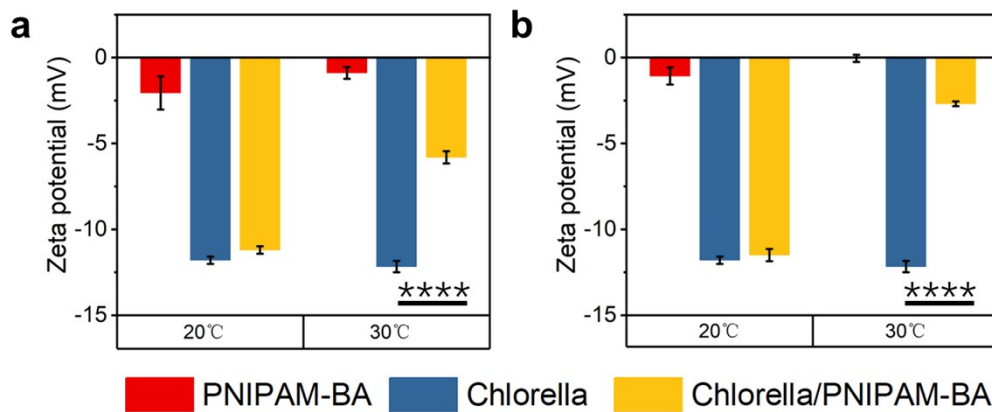 a
b
0
-5
-10
-15
Zeta potential (mV)
****
20℃
30℃
0
-5
-10
-15
Zeta potential (mV)
****
20℃
30℃
PNIPAM-BA
Chlorella
Chlorella/PNIPAM-BA